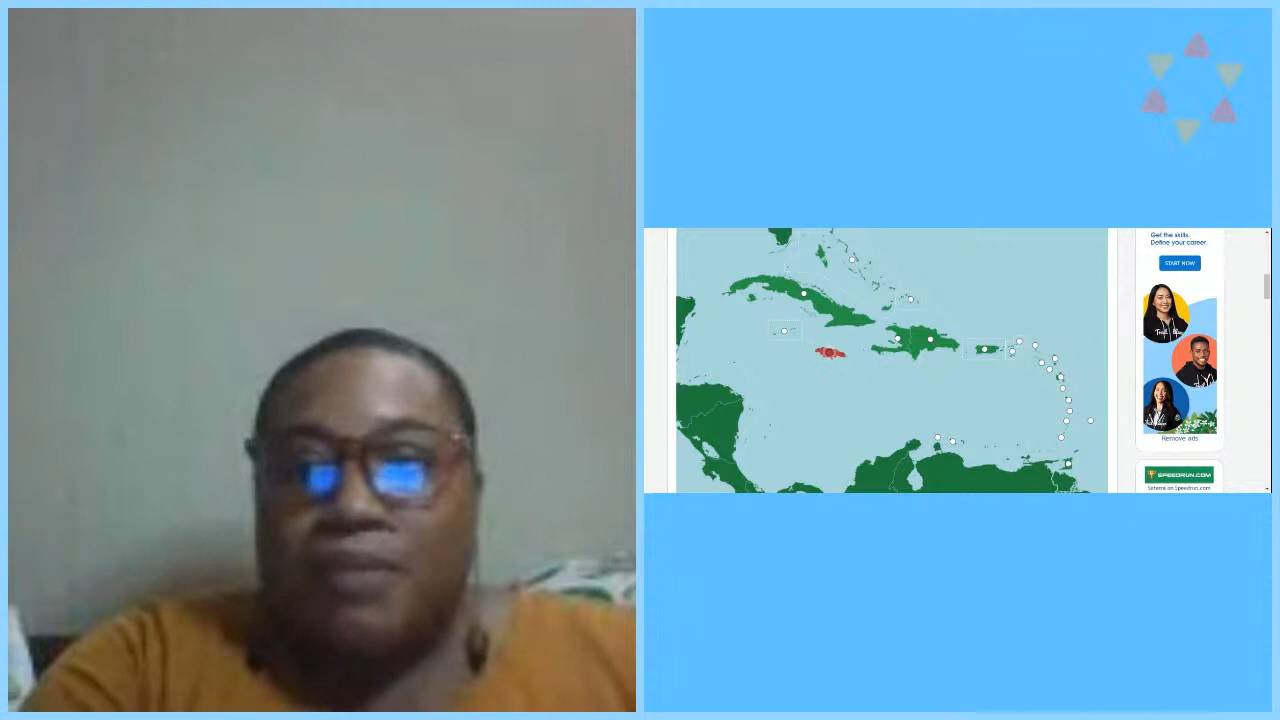 Get the skills.
Define your career.
START NOW
Remove ads
SPEEDRUN.COM
Seterra on Speedrun.com